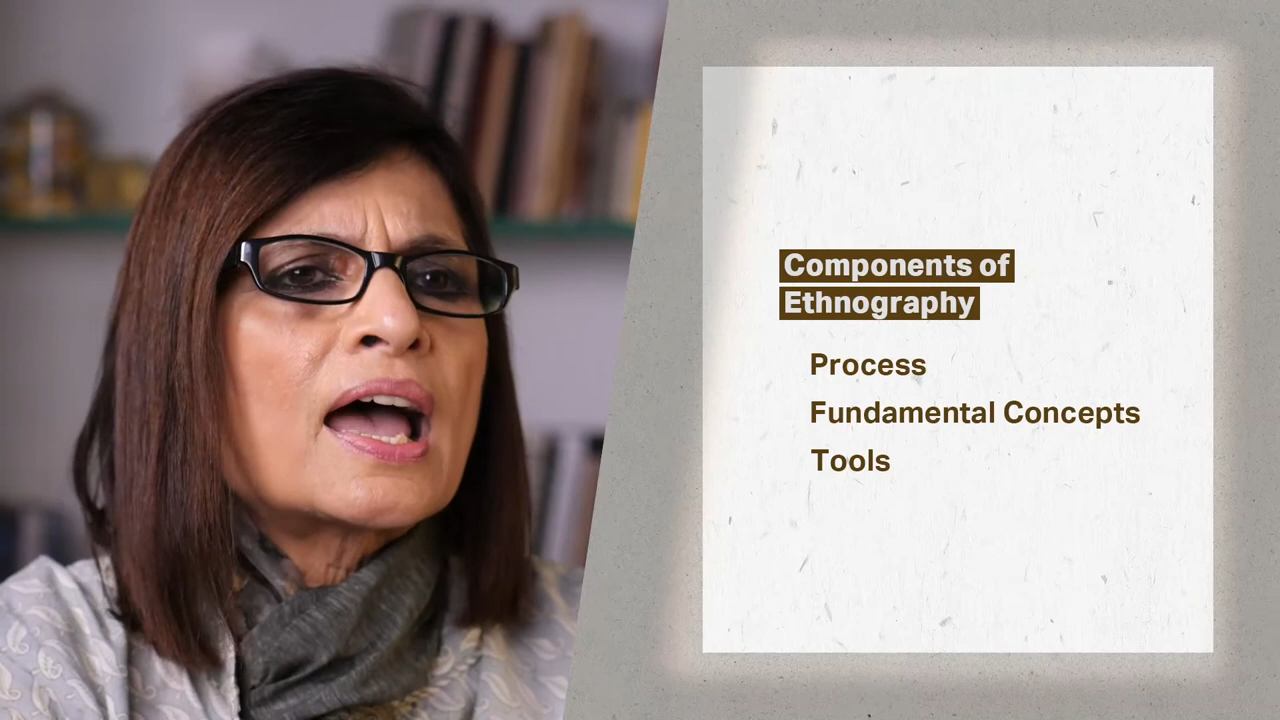 Components of
Ethnography
Process
Fundamental Concepts
Tools